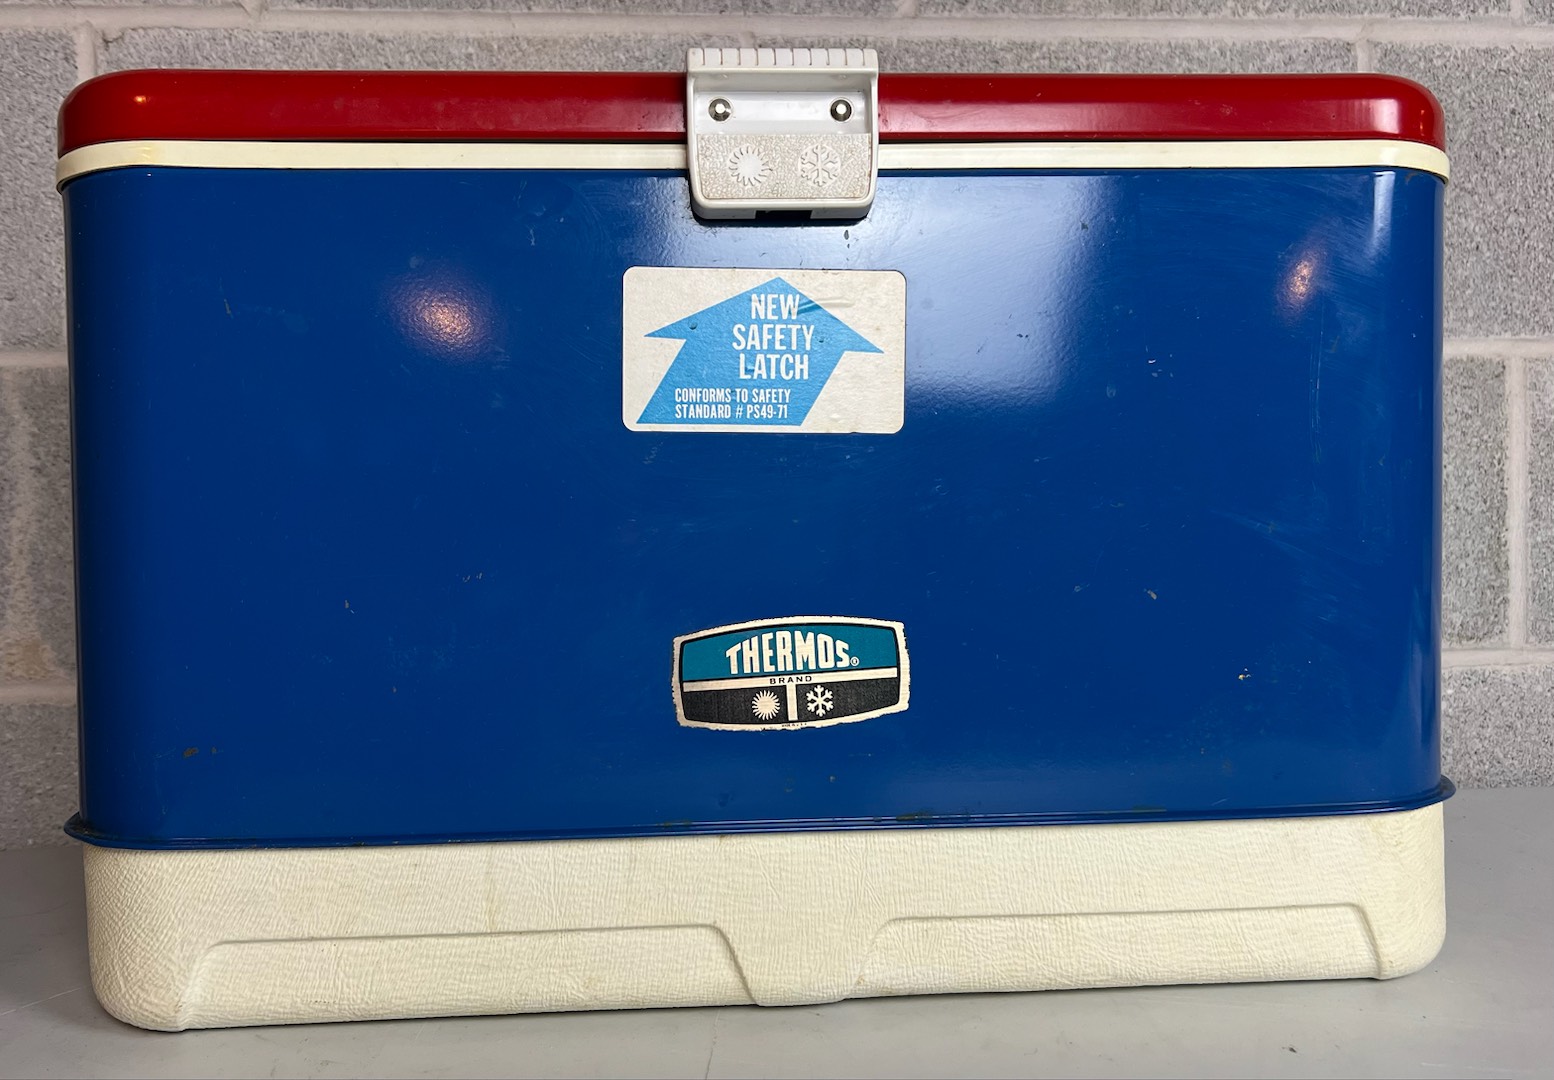 NEW
SAFETY
LATCH
CONFORMS TO SAFETY
STANDARD # PS49-71
THERMOS®
BRAND